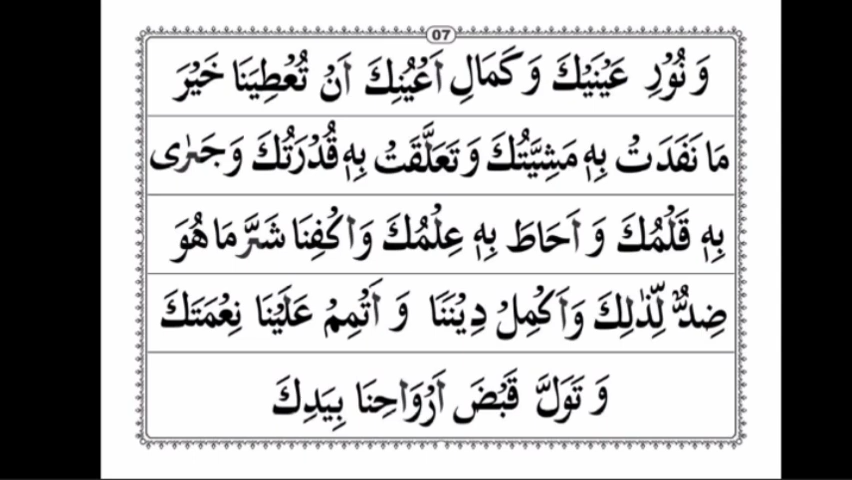 07
وَ نُوْرِ عَيْنَيْكَ وَ كَمَالِ اَعْيُنِكَ اَنْ تُعْطِيَنَا خَيْرَ
مَا نَفَدَتْ بِهٖ مَشِيَّتُكَ وَ تَعَلَّقَتْ بِهٖ قُدْرَتُكَ وَ جَرٰى
بِهٖ قَلَمُكَ وَ اَحَاطَ بِهٖ عِلْمُكَ وَاكْفِنَا شَرَّ مَا هُوَ
ضِدٌّ لِّذٰلِكَ وَاَكْمِلْ دِيْنَنَا وَ اَتْمِمْ عَلَيْنَا نِعْمَتَكَ
وَ تَوَلَّ قَبْضَ اَرْوَاحِنَا بِيَدِكَ